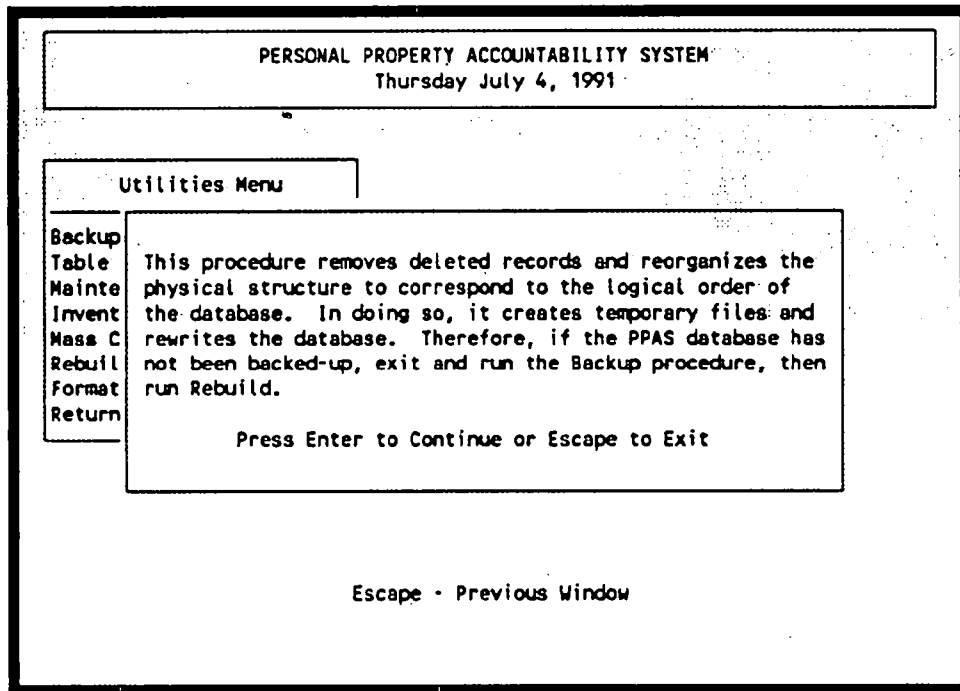 PERSONAL PROPERTY ACCOUNTABILITY SYSTEM
Thursday July 4, 1991
Utilities Menu
Backup
Table
Mainte
Invent
Mass C
Rebuil
Format
Return
This procedure removes deleted records and reorganizes the
physical structure to correspond to the logical order of
the database. In doing so, it creates temporary files and
rewrites the database. Therefore, if the PPAS database has
not been backed-up, exit and run the Backup procedure, then
run Rebuild.
Press Enter to Continue or Escape to Exit
Escape - Previous Window